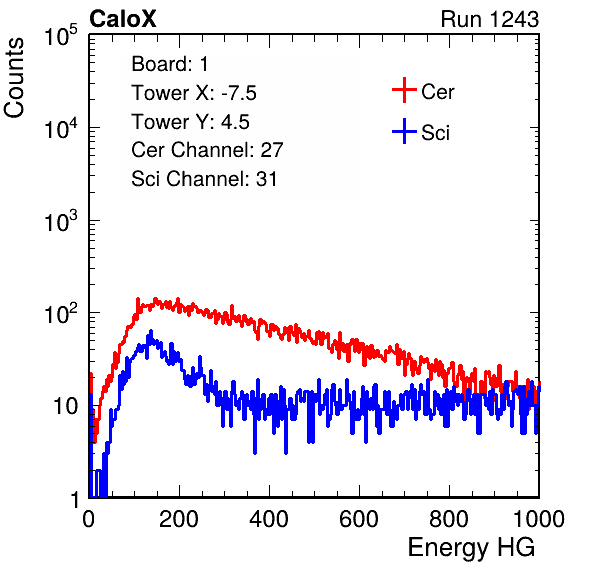 CaloX Run 1243
Counts
10^5
10^4
10^3
10^2
10
1
Board: 1
Tower X: -7.5
Tower Y: 4.5
Cer Channel: 27
Sci Channel: 31
Cer
Sci
0 200 400 600 800 1000
Energy HG